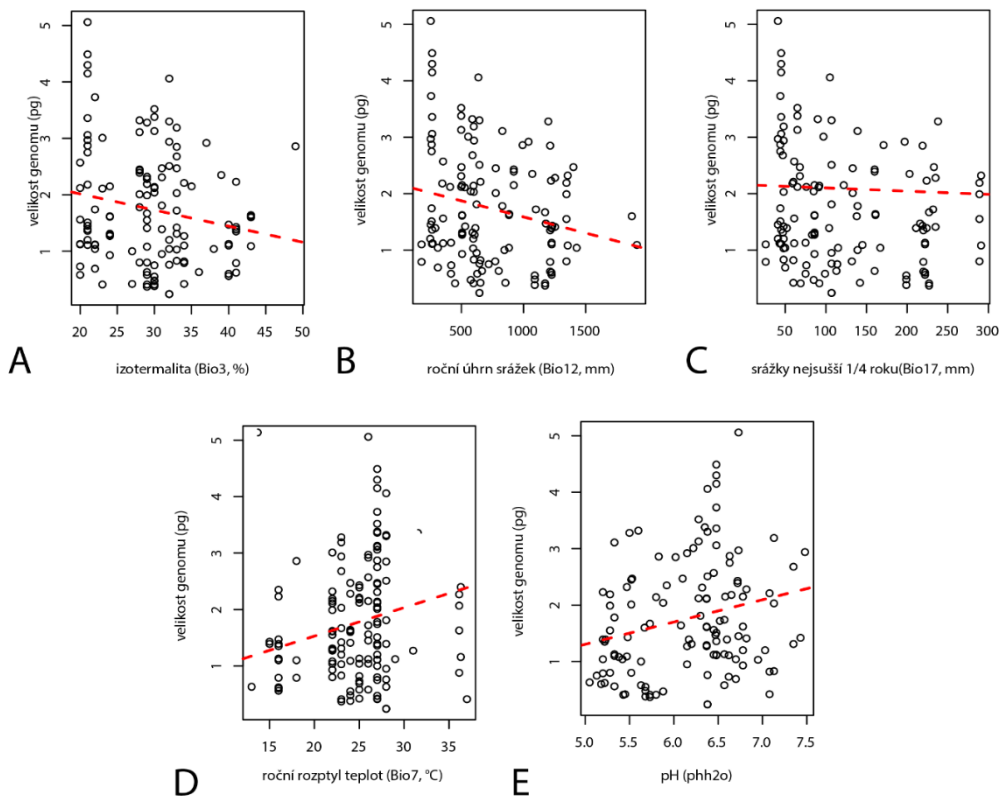 5
4
3
2
1
velikost genomu (pg)
20 25 30 35 40 45 50
A
izotermalita (Bio3, %)
5
4
3
2
1
velikost genomu (pg)
500 1000 1500
B
roční úhrn srážek (Bio12, mm)
5
4
3
2
1
velikost genomu (pg)
50 100 150 200 250 300
C
srážky nejsušší 1/4 roku(Bio17, mm)
5
4
3
2
1
velikost genomu (pg)
15 20 25 31 35
D
roční rozptyl teplot (Bio7, °C)
5
4
3
2
1
velikost genomu (pg)
5.0 5.5 6.0 6.5 7.0 7.5
E
pH (phh2o)